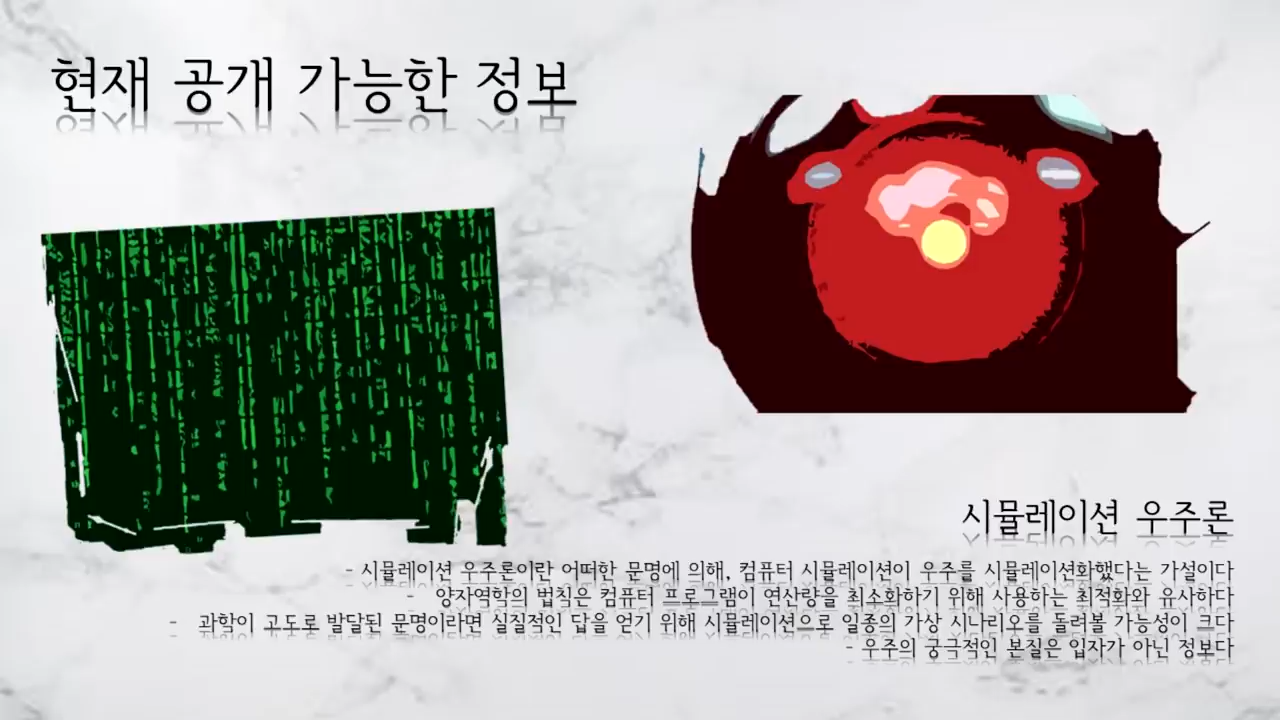 현재 공개 가능한 정보
시뮬레이션 우주론
- 시뮬레이션 우주론이란 어떠한 문명에 의해, 컴퓨터 시뮬레이션이 우주를 시뮬레이션화했다는 가설이다
- 양자역학의 법칙은 컴퓨터 프로그램이 연산량을 최소화하기 위해 사용하는 최적화와 유사하다
- 과학이 고도로 발달된 문명이라면 실질적인 답을 얻기 위해 시뮬레이션으로 일종의 가상 시나리오를 돌려볼 가능성이 크다
- 우주의 궁극적인 본질은 입자가 아닌 정보다